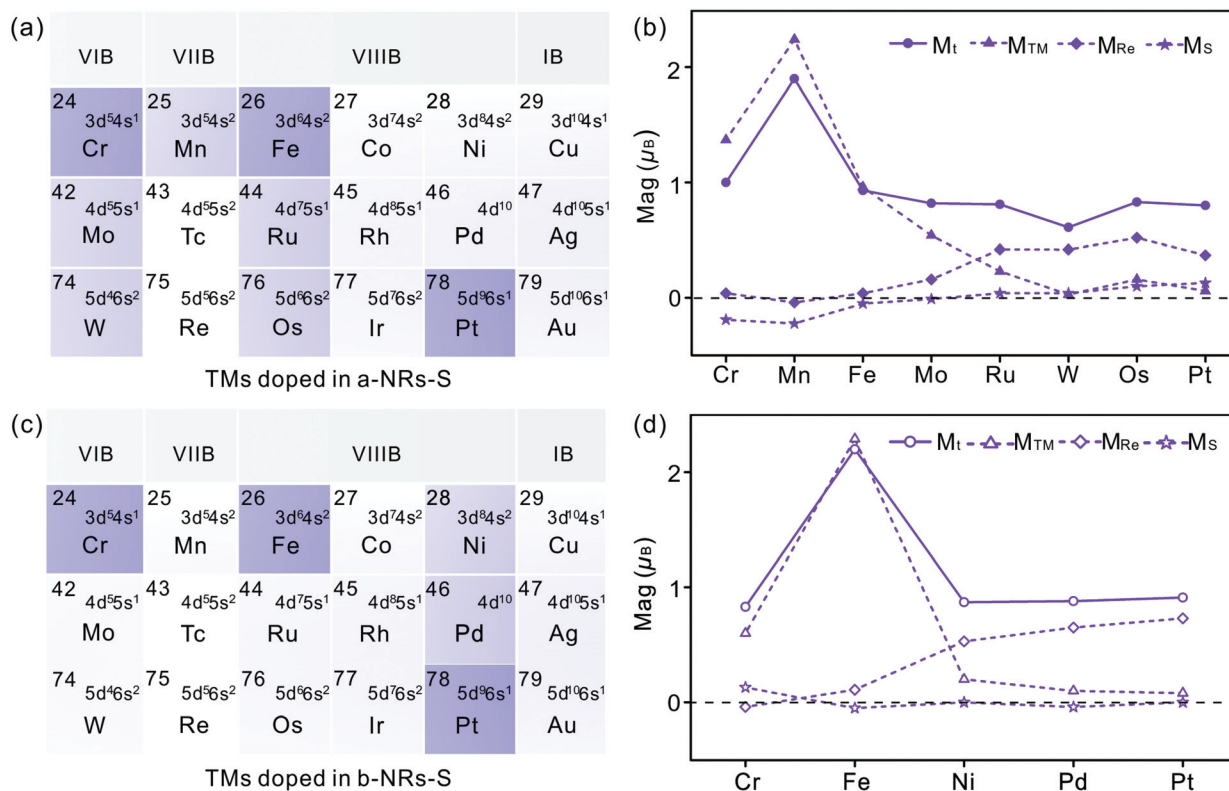 (a)
VIB VIIB VIIIB IB
24 25 26 27 28 29
3d⁵4s¹ 3d⁵4s² 3d⁶4s² 3d⁷4s² 3d⁸4s² 3d¹⁰4s¹
Cr Mn Fe Co Ni Cu
42 43 44 45 46 47
4d⁵5s¹ 4d⁵5s² 4d⁷5s¹ 4d⁸5s¹ 4d¹⁰ 4d¹⁰5s¹
Mo Tc Ru Rh Pd Ag
74 75 76 77 78 79
5d⁴6s² 5d⁵6s² 5d⁶6s² 5d⁷6s² 5d⁹6s¹ 5d¹⁰6s¹
W Re Os Ir Pt Au
TMs doped in a-NRs-S
(b)
Mt MTM MRe MS
Mag (μB)
2
1
0
Cr Mn Fe Mo Ru W Os Pt
(c)
VIB VIIB VIIIB IB
24 25 26 27 28 29
3d⁵4s¹ 3d⁵4s² 3d⁶4s² 3d⁷4s² 3d⁸4s² 3d¹⁰4s¹
Cr Mn Fe Co Ni Cu
42 43 44 45 46 47
4d⁵5s¹ 4d⁵5s² 4d⁷5s¹ 4d⁸5s¹ 4d¹⁰ 4d¹⁰5s¹
Mo Tc Ru Rh Pd Ag
74 75 76 77 78 79
5d⁴6s² 5d⁵6s² 5d⁶6s² 5d⁷6s² 5d⁹6s¹ 5d¹⁰6s¹
W Re Os Ir Pt Au
TMs doped in b-NRs-S
(d)
Mt MTM MRe MS
Mag (μB)
2
1
0
Cr Fe Ni Pd Pt